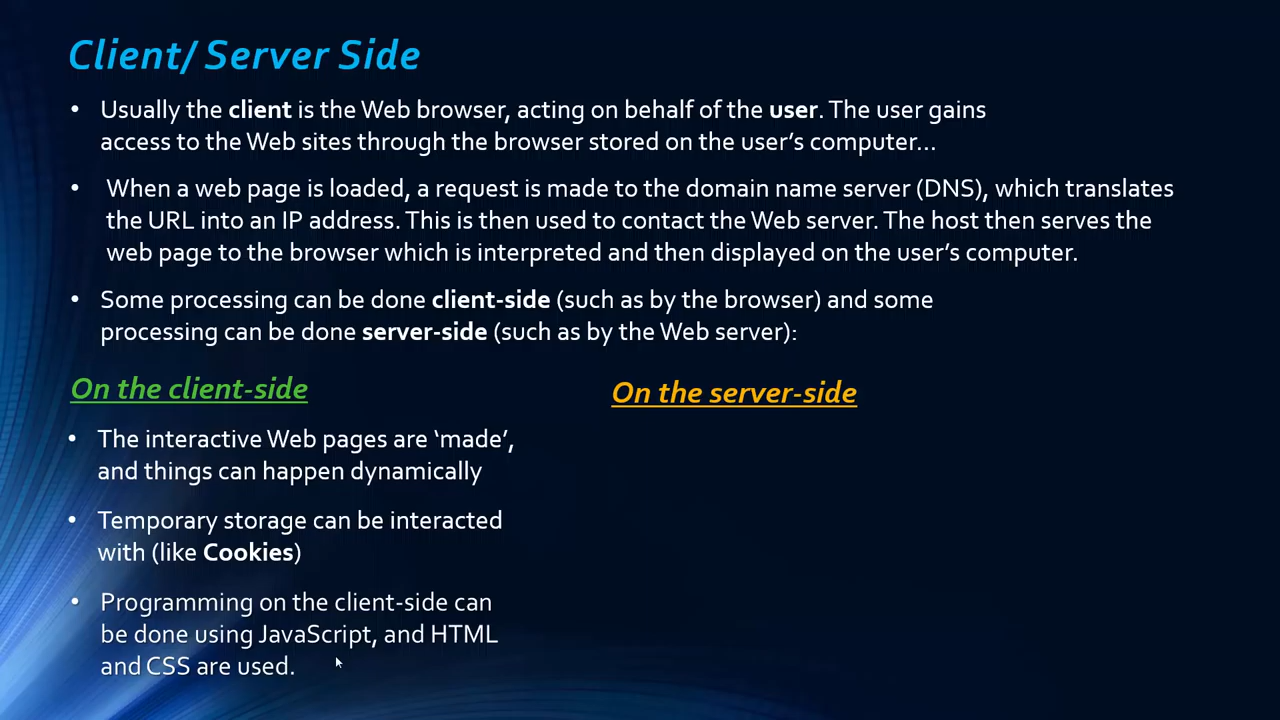 Client/ Server Side
• Usually the client is the Web browser, acting on behalf of the user. The user gains
access to the Web sites through the browser stored on the user’s computer…
• When a web page is loaded, a request is made to the domain name server (DNS), which translates
the URL into an IP address. This is then used to contact the Web server. The host then serves the
web page to the browser which is interpreted and then displayed on the user’s computer.
• Some processing can be done client-side (such as by the browser) and some
processing can be done server-side (such as by the Web server):
On the client-side
• The interactive Web pages are ‘made’,
and things can happen dynamically
• Temporary storage can be interacted
with (like Cookies)
• Programming on the client-side can
be done using JavaScript, and HTML
and CSS are used.
On the server-side